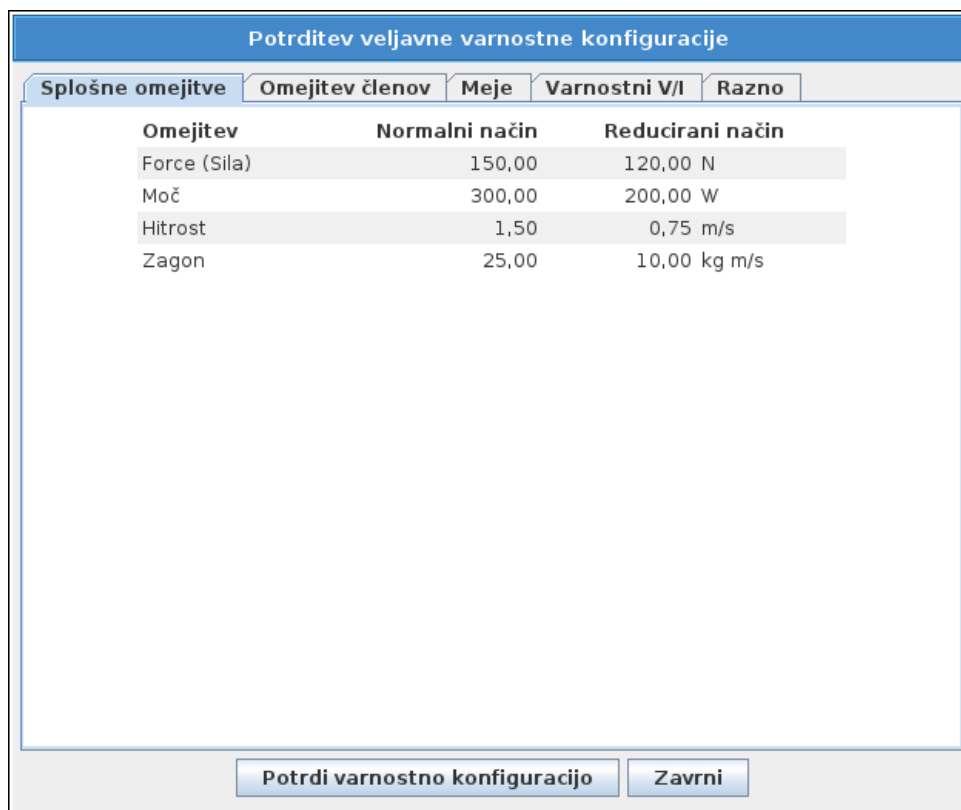 Potrditev veljavne varnostne konfiguracije
Splošne omejitve Omejitev členov Meje Varnostni V/I Razno
Omejitev Normalni način Reducirani način
Force (Sila) 150,00 120,00 N
Moč 300,00 200,00 W
Hitrost 1,50 0,75 m/s
Zagon 25,00 10,00 kg m/s
Potrdi varnostno konfiguracijo Zavrni